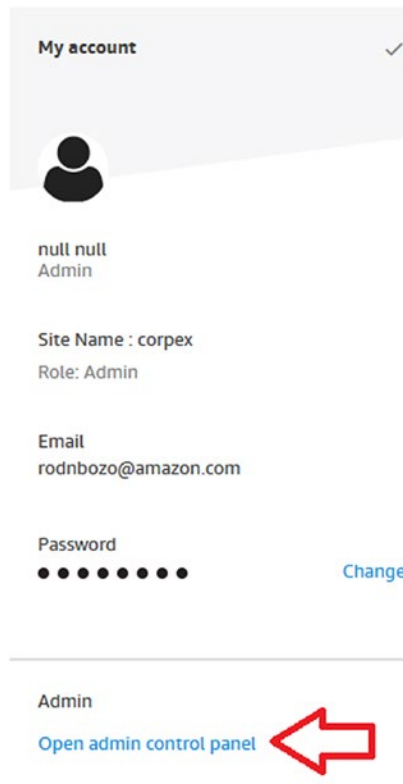 My account
null null
Admin
Site Name : corpex
Role: Admin
Email
rodnbozo@amazon.com
Password
Change
Admin
Open admin control panel